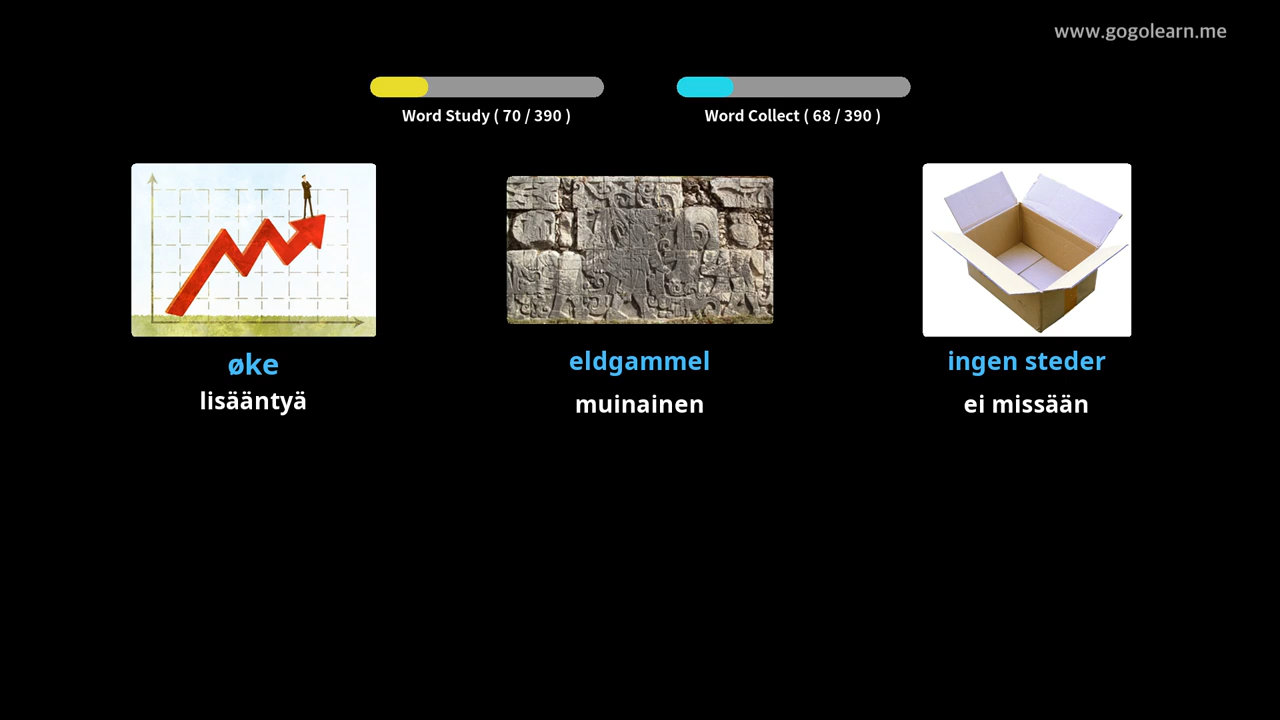 www.gogolearn.me
Word Study ( 70 / 390 )
Word Collect ( 68 / 390 )
øke
lisääntyä
eldgammel
muinainen
ingen steder
ei missään